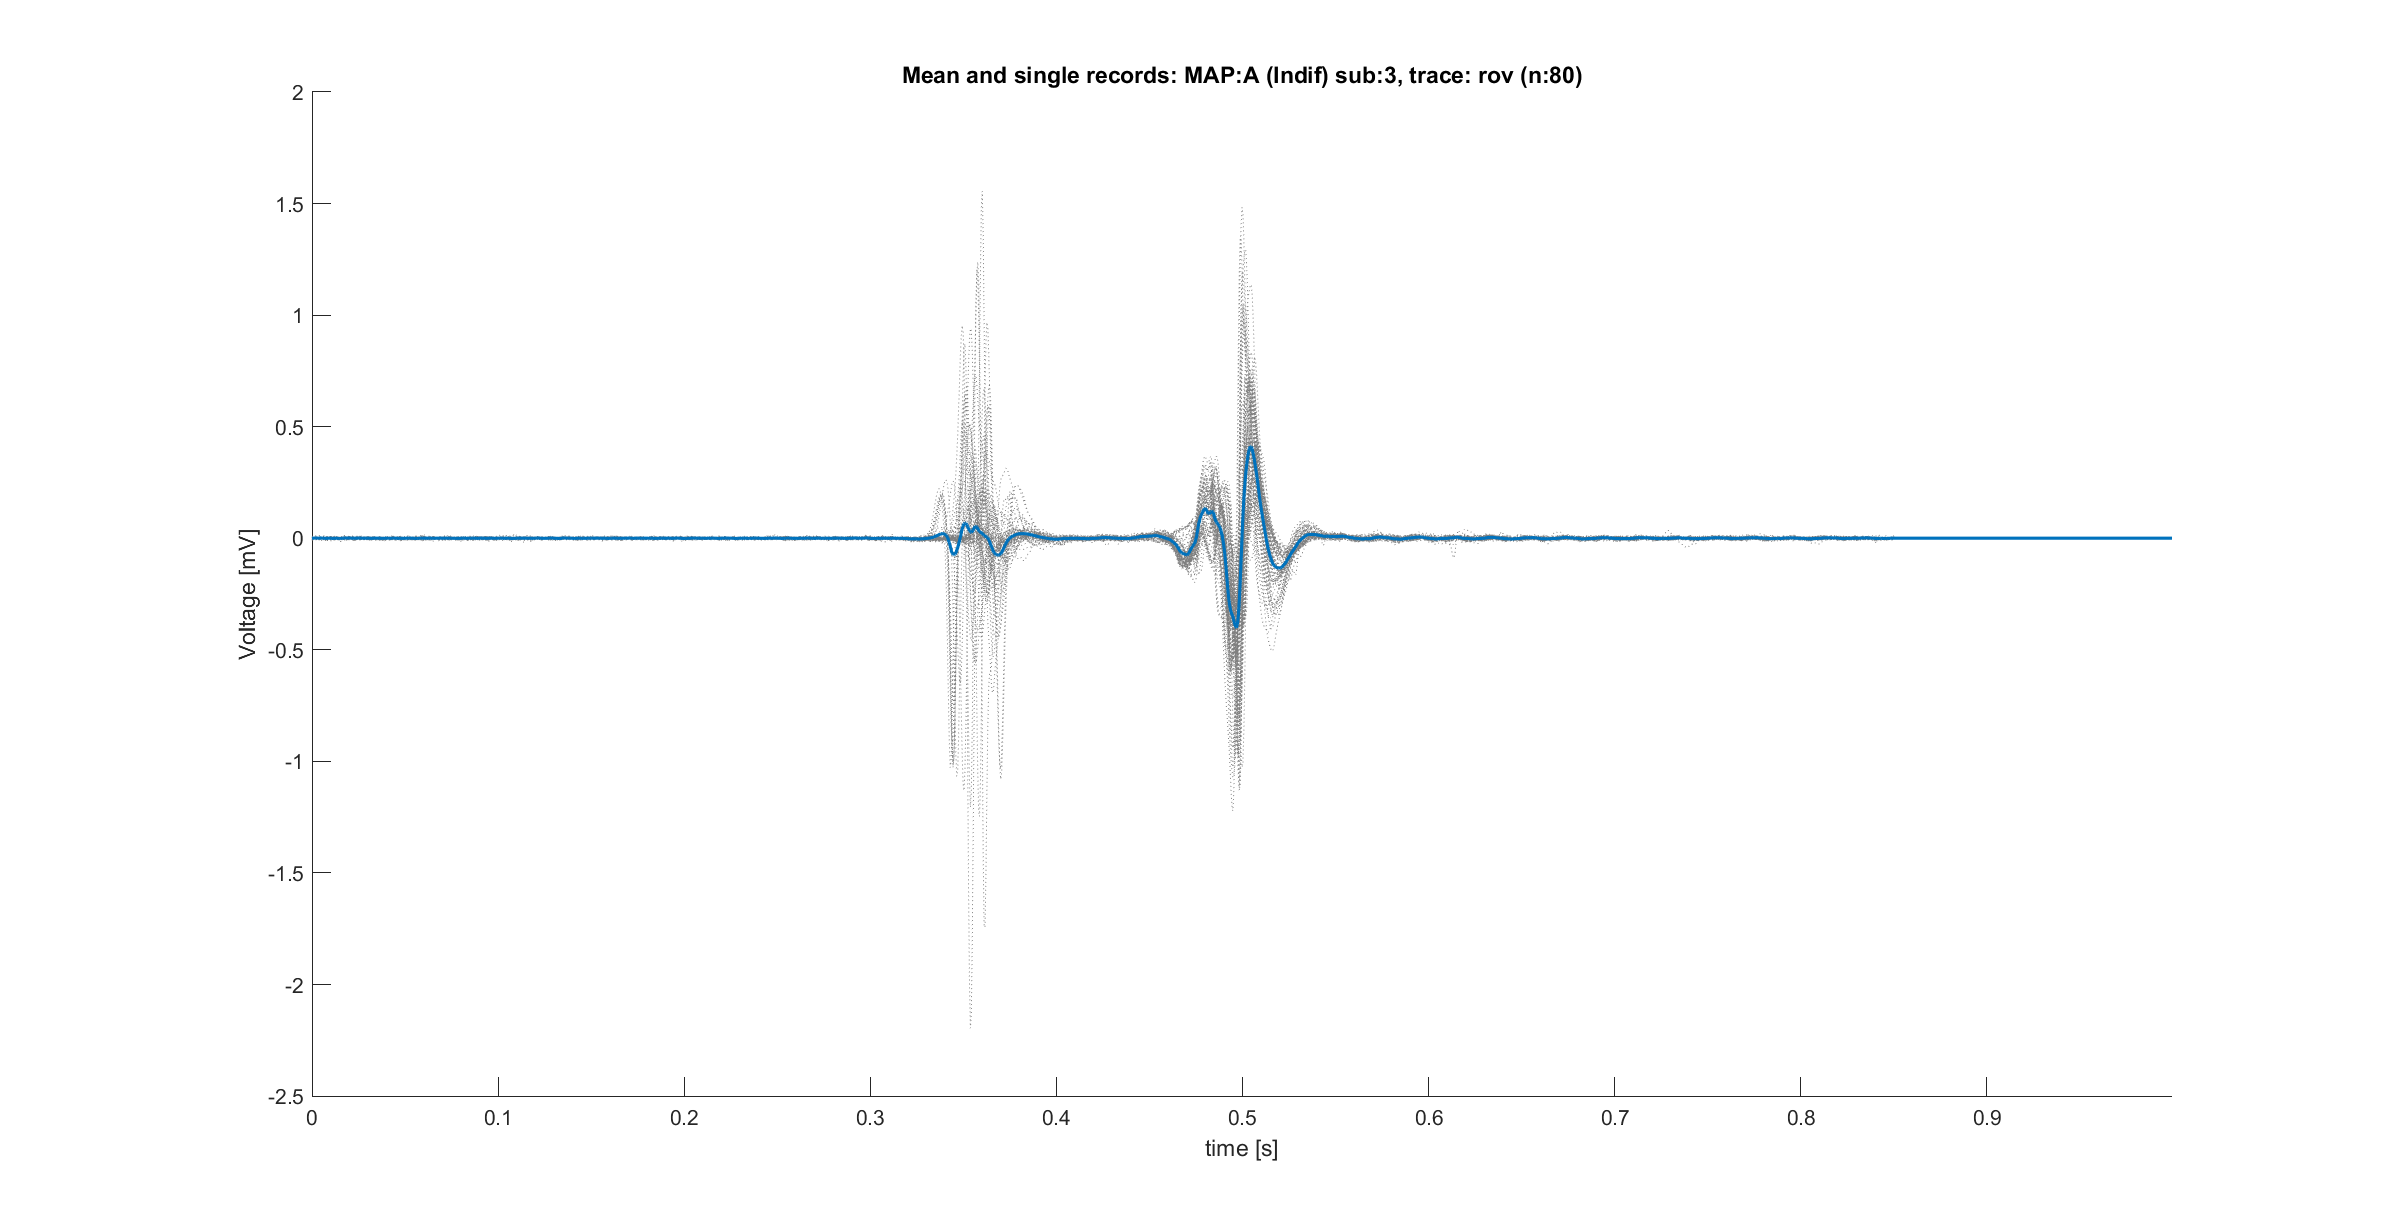 Mean and single records: MAP:A (Indif) sub:3, trace: rov (n:80)
2
1.5
1
0.5
0
-0.5
-1
-1.5
-2
-2.5
Voltage [mV]
0 0.1 0.2 0.3 0.4 0.5 0.6 0.7 0.8 0.9
time [s]